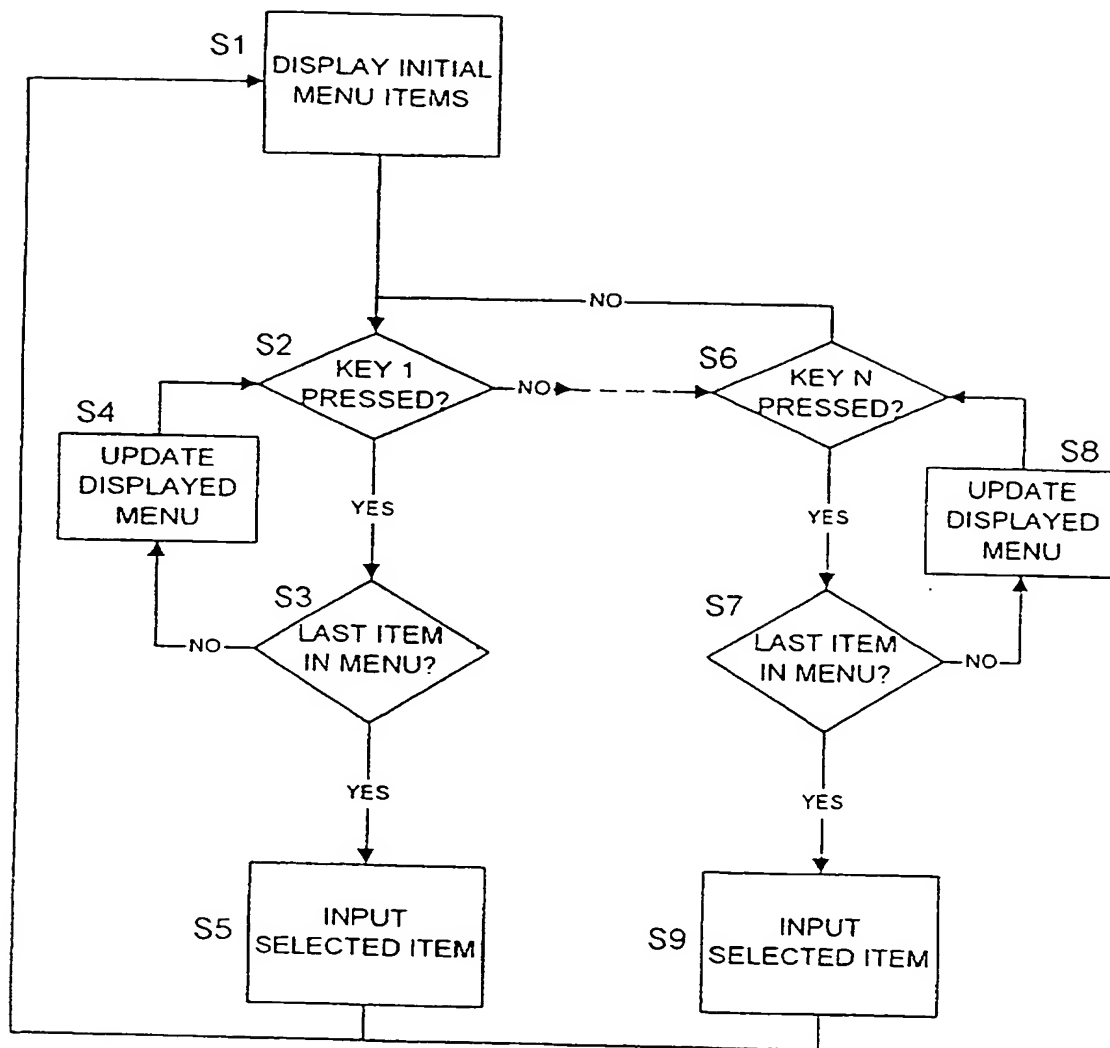 S1
DISPLAY INITIAL
MENU ITEMS
NO
S2
KEY 1
PRESSED?
NO
S6
KEY N
PRESSED?
S4
UPDATE
DISPLAYED
MENU
YES
YES
S8
UPDATE
DISPLAYED
MENU
S3
LAST ITEM
IN MENU?
NO
S7
LAST ITEM
IN MENU?
NO
YES
YES
S5
INPUT
SELECTED ITEM
S9
INPUT
SELECTED ITEM